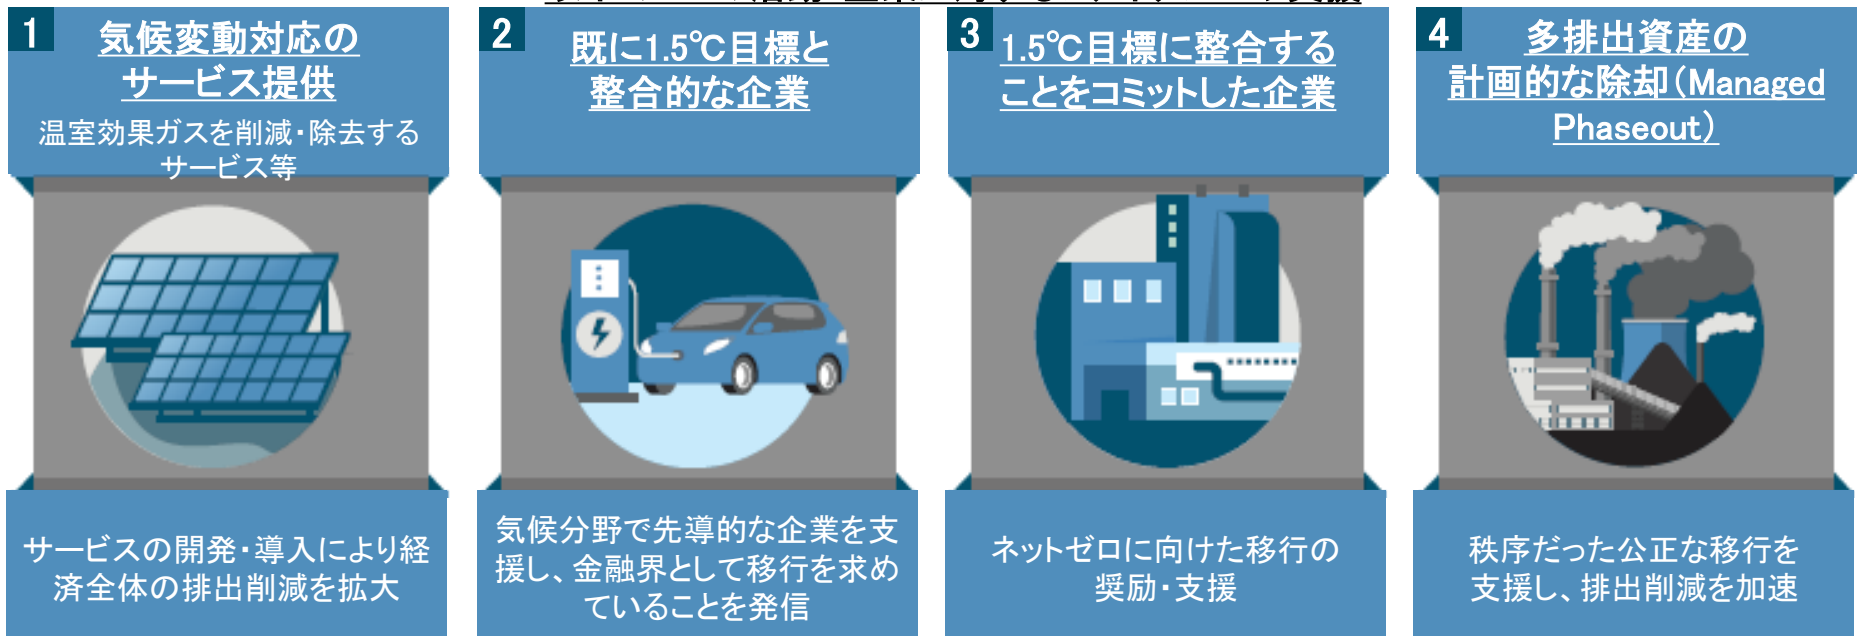 1
気候変動対応の
サービス提供
温室効果ガスを削減・除去する
サービス等
サービスの開発・導入により経
済全体の排出削減を拡大
2
既に1.5℃目標と
整合的な企業
気候分野で先導的な企業を支
援し、金融界として移行を求め
ていることを発信
3
1.5℃目標に整合する
ことをコミットした企業
ネットゼロに向けた移行の
奨励・支援
4
多排出資産の
計画的な除却(Managed
Phaseout)
秩序だった公正な移行を
支援し、排出削減を加速